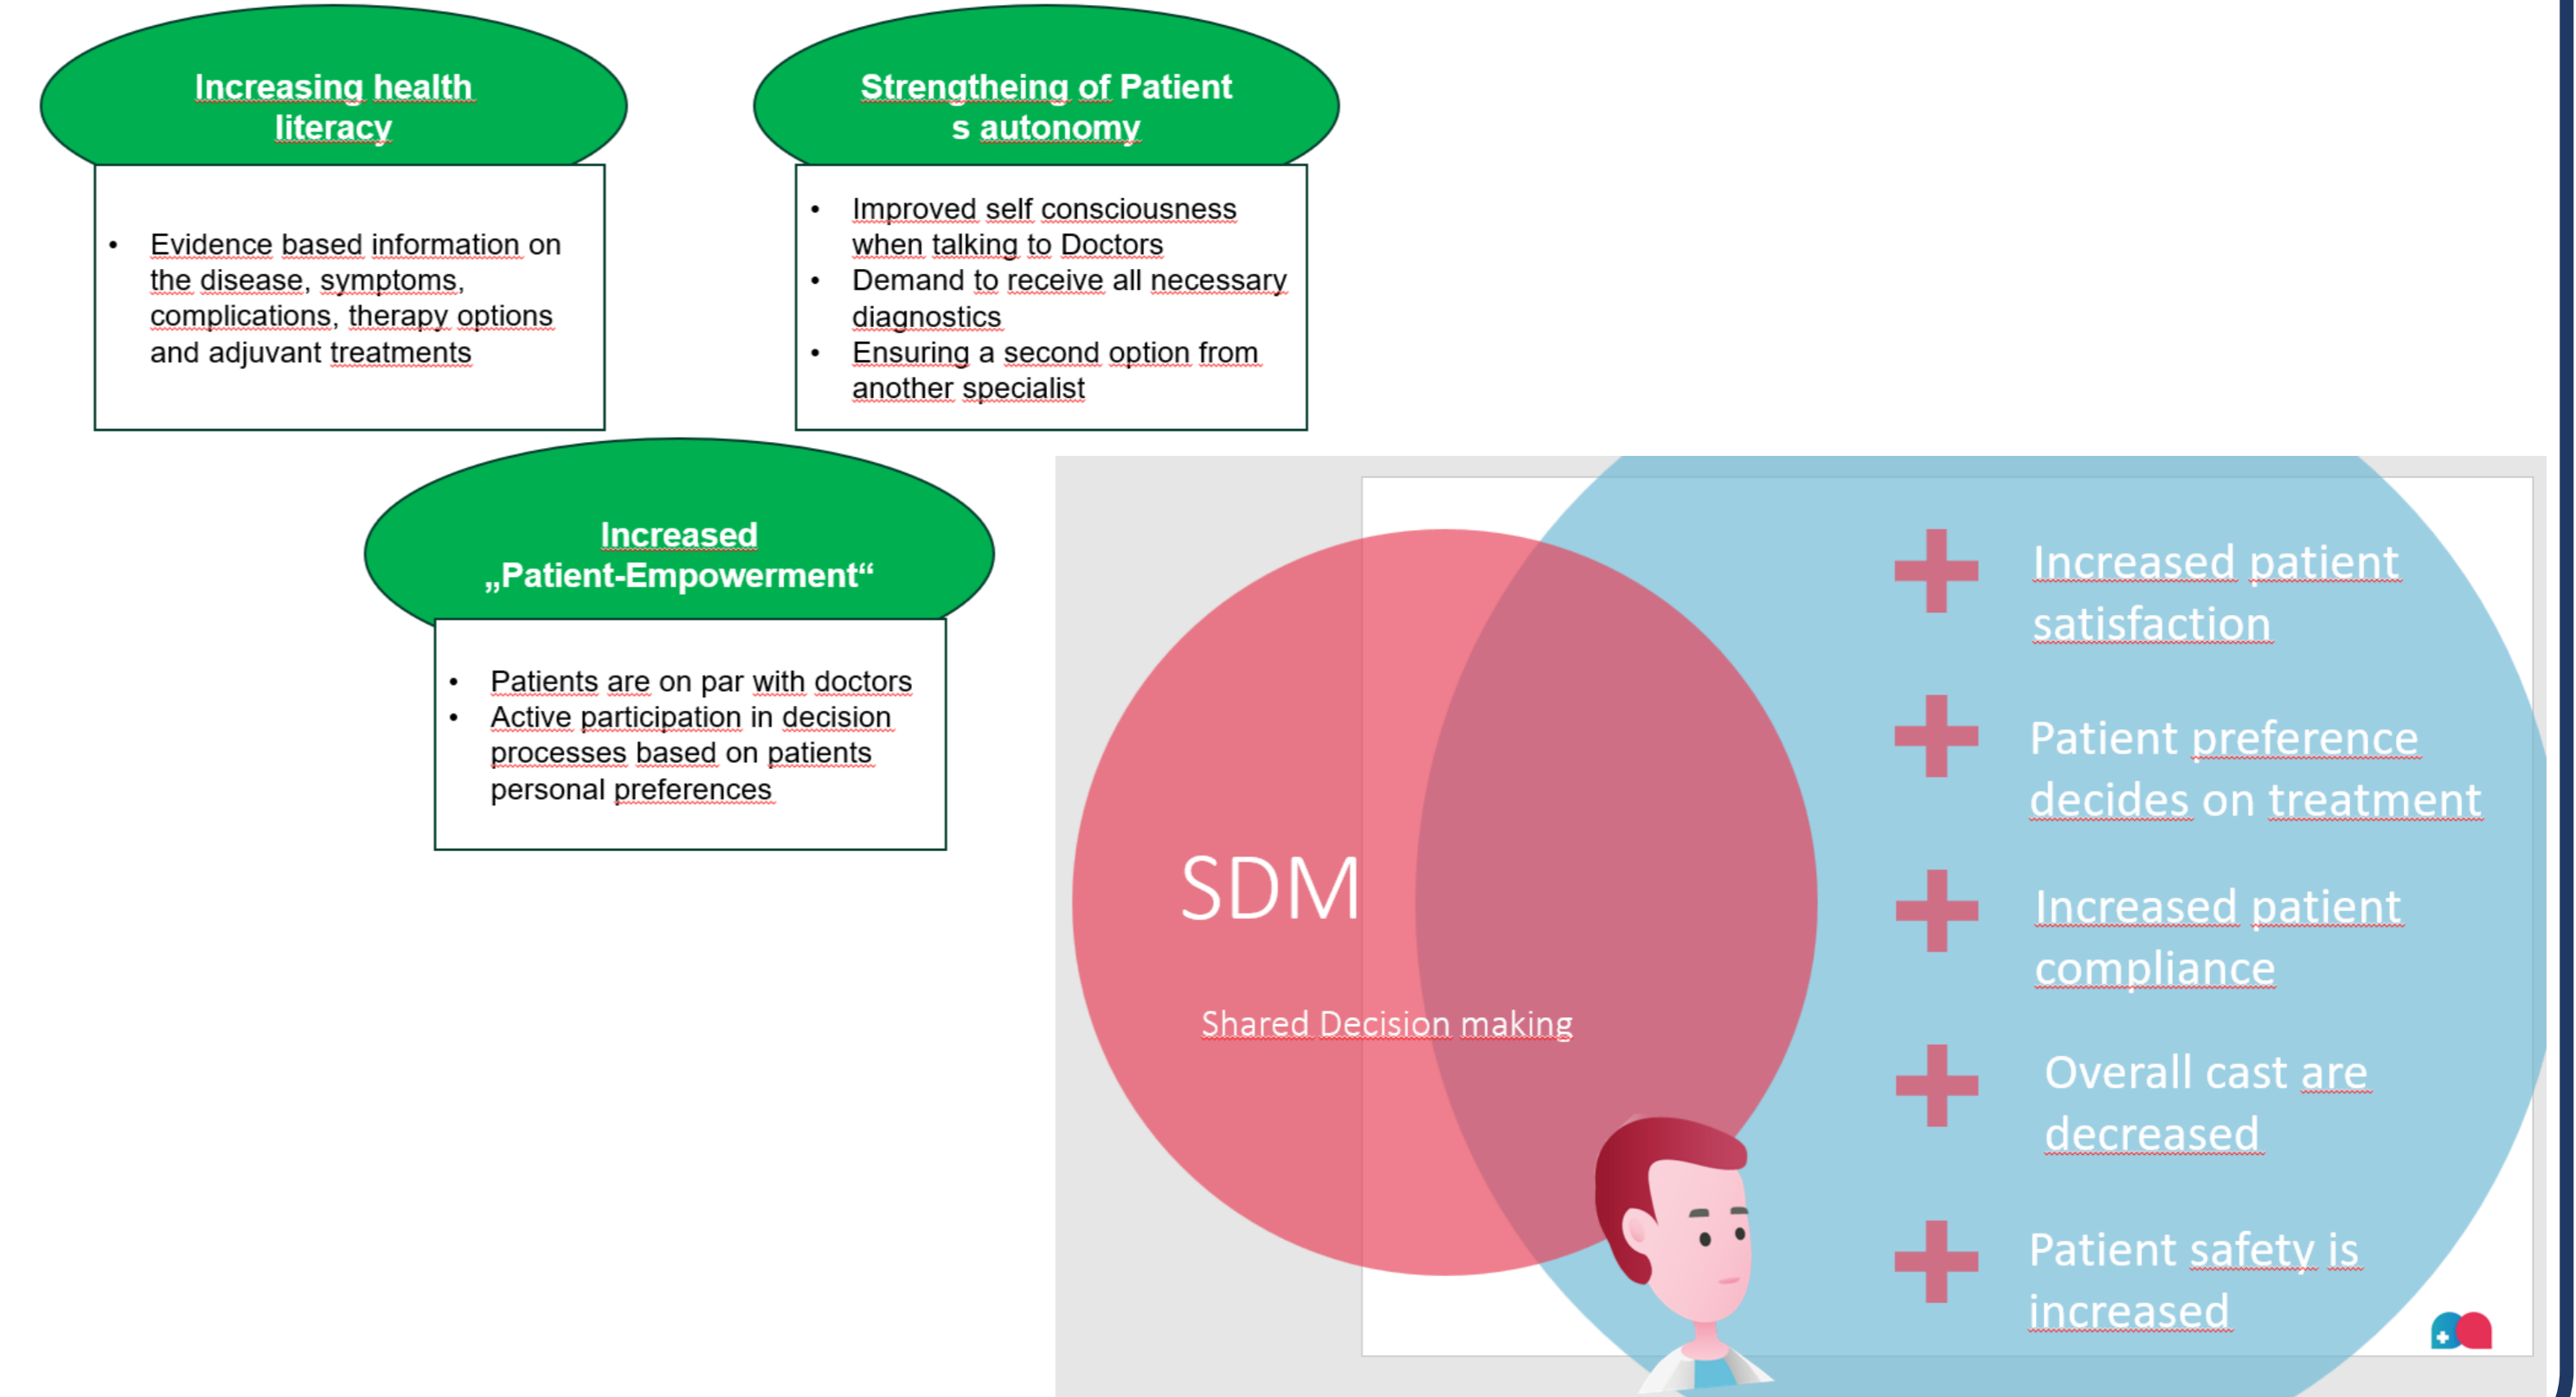 Increasing health
literacy
Evidence based information on
the disease, symptoms,
complications, therapy options
and adjuvant treatments
Strengtheing of Patient
s autonomy
Improved self consciousness
when talking to Doctors
Demand to receive all necessary
diagnostics
Ensuring a second option from
another specialist
Increased
„Patient-Empowerment“
Patients are on par with doctors
Active participation in decision
processes based on patients
personal preferences
SDM
Shared Decision making
Increased patient
satisfaction
Patient preference
decides on treatment
Increased patient
compliance
Overall cast are
decreased
Patient safety is
increased